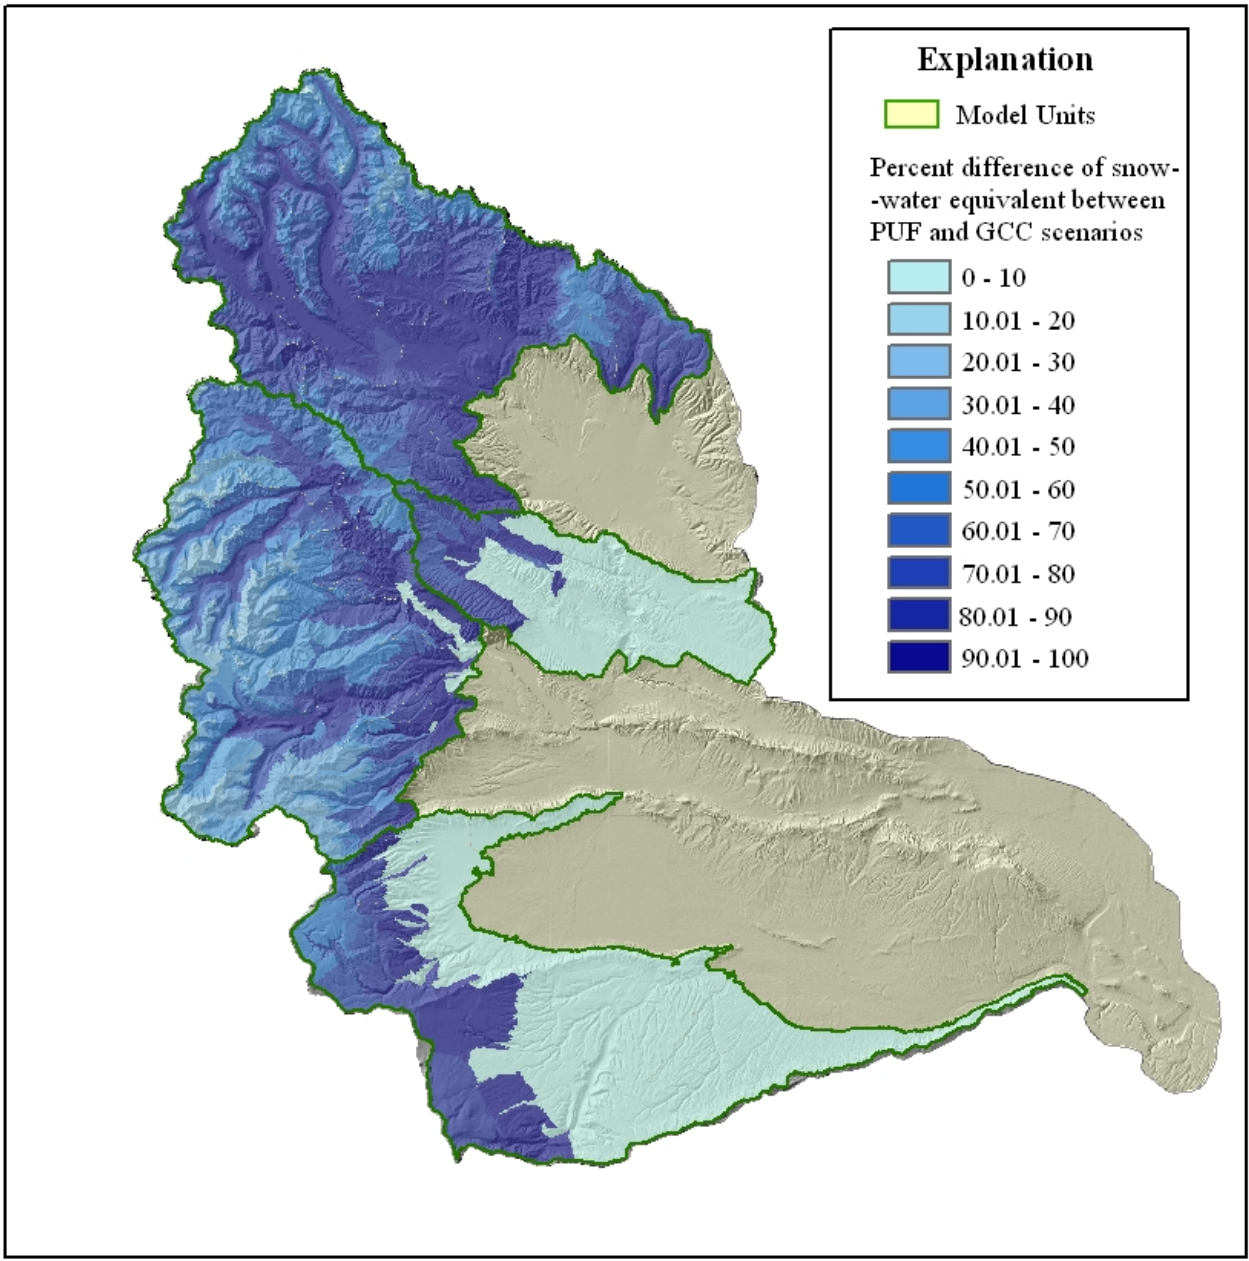 Explanation
Model Units
Percent difference of snow-
-water equivalent between
PUF and GCC scenarios
0 - 10
10.01 - 20
20.01 - 30
30.01 - 40
40.01 - 50
50.01 - 60
60.01 - 70
70.01 - 80
80.01 - 90
90.01 - 100